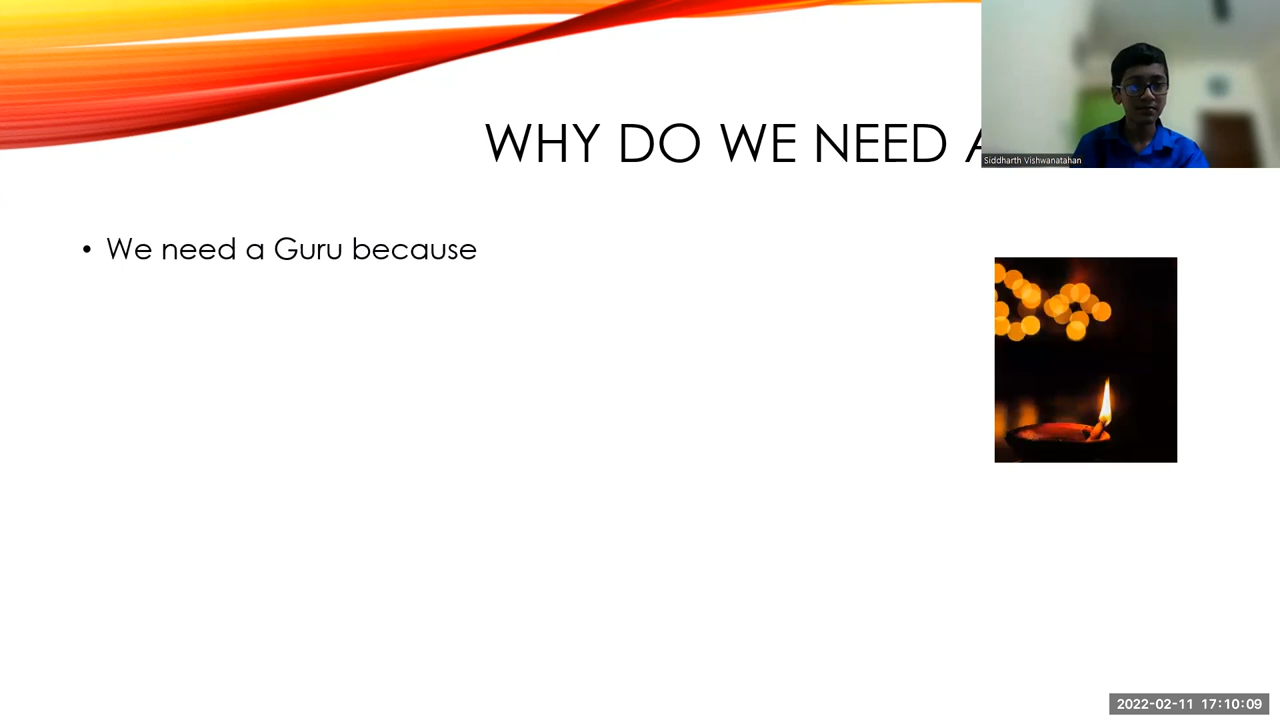 WHY DO WE NEED A
Siddharth Vishwanatahan
• We need a Guru because
2022-02-11 17:10:09